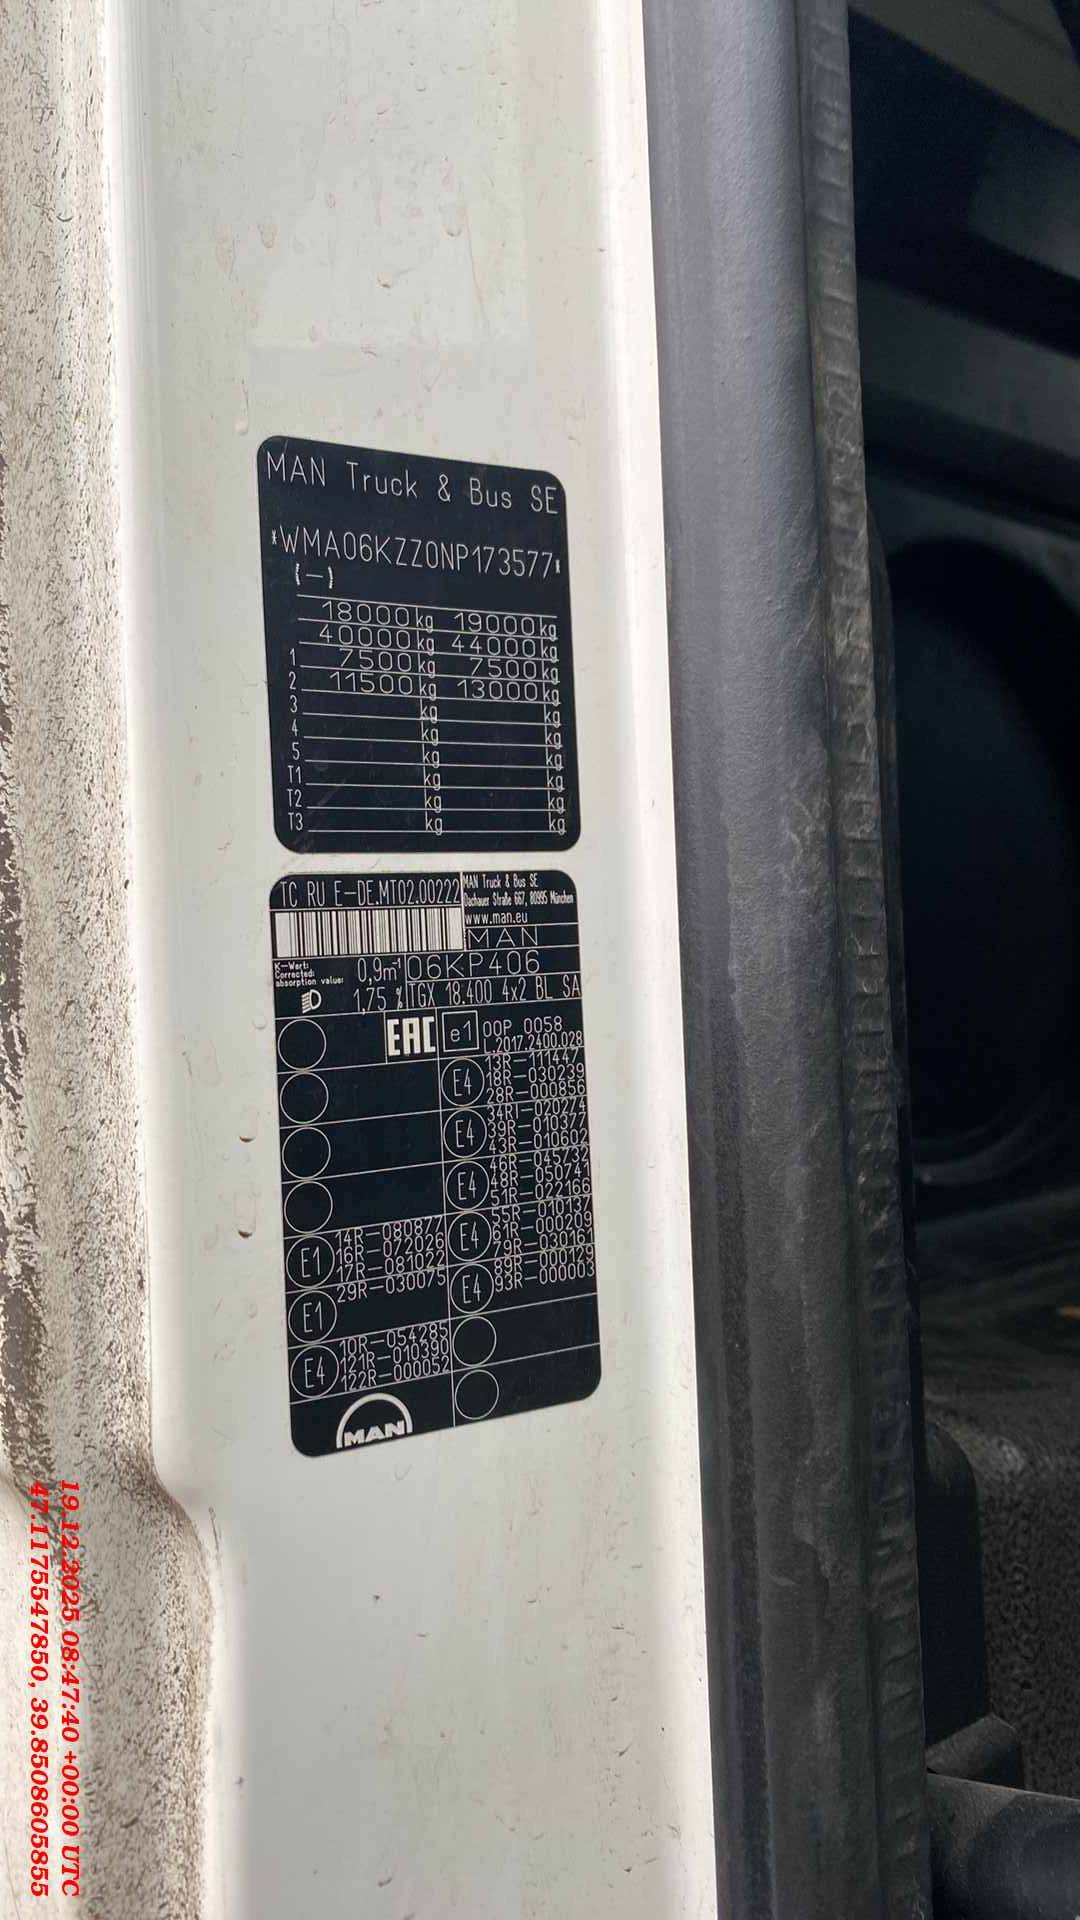 MAN Truck & Bus SE
*WMA06KZZ0NP173577*
(-)
18000kg 19000kg
40000kg 44000kg
1 7500kg 7500kg
2 11500kg 13000kg
3 kg kg
4 kg kg
5 kg kg
T1 kg kg
T2 kg kg
T3 kg kg
TC RU E-DE.MT02.00222
MAN Truck & Bus SE
Dachauer Straße 667, 80995 München
www.man.eu
MAN
K-Wert:
Corrected
absorption value:
0,9m⁻¹
06KP406
1,75 %
TGX 18.400 4x2 BL SA
EAC
e1
00P 0058
L.2017.2400.028
E4
13R-111447
18R-030239
28R-000856
E4
34RI-020274
39R-010377
43R-010602
E4
46R-045732
48R-050741
51R-022166
E1
14R-080877
16R-072026
17R-081022
E4
55R-010137
61R-000209
79R-030161
E1
29R-030075
E4
89R-000129
93R-000003
E4
10R-054285
121R-010390
122R-000052
MAN
19.12.2025 08:47:40 +00:00 UTC
47.1175547850, 39.8508605855